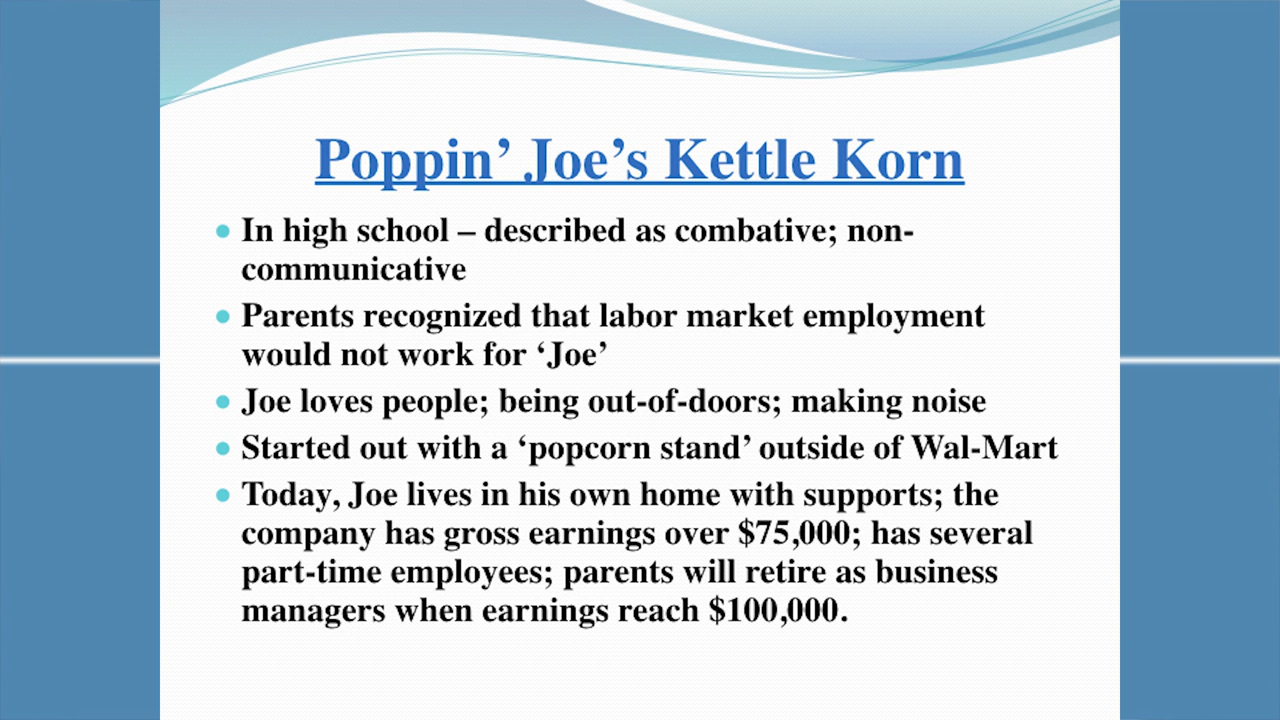 Poppin’ Joe’s Kettle Korn
• In high school – described as combative; non-
communicative
• Parents recognized that labor market employment
would not work for ‘Joe’
• Joe loves people; being out-of-doors; making noise
• Started out with a ‘popcorn stand’ outside of Wal-Mart
• Today, Joe lives in his own home with supports; the
company has gross earnings over $75,000; has several
part-time employees; parents will retire as business
managers when earnings reach $100,000.